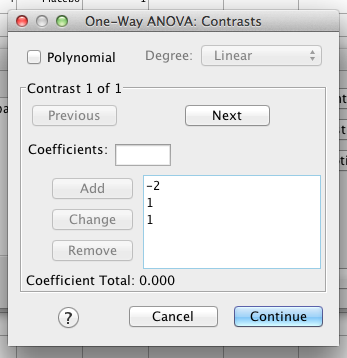 Placebo
One-Way ANOVA: Contrasts
Polynomial
Degree: Linear
Contrast 1 of 1
Previous
Next
Coefficients:
Add
Change
Remove
-2
1
1
Coefficient Total: 0.000
?
Cancel
Continue